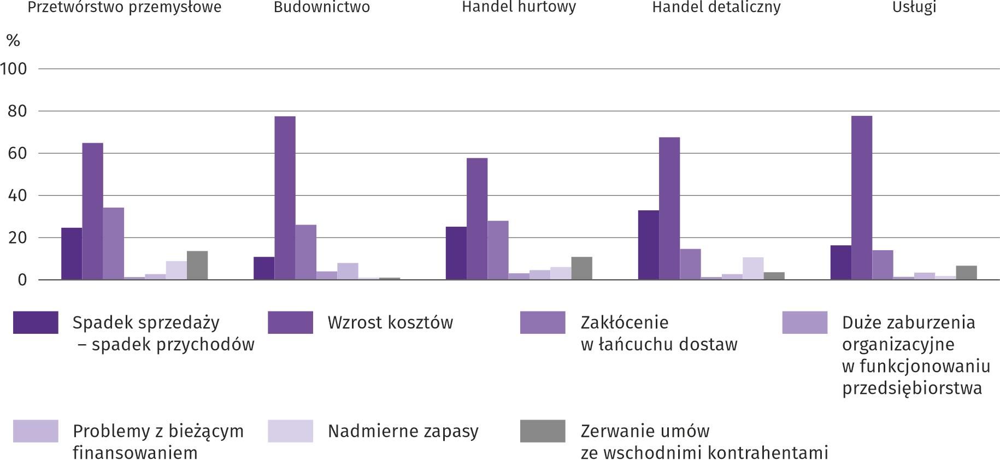 Przetwórstwo przemysłowe
Budownictwo
Handel hurtowy
Handel detaliczny
Usługi
%
100
80
60
40
20
0
Spadek sprzedaży
– spadek przychodów
Wzrost kosztów
Zakłócenie
w łańcuchu dostaw
Duże zaburzenia
organizacyjne
w funkcjonowaniu
przedsiębiorstwa
Problemy z bieżącym
finansowaniem
Nadmierne zapasy
Zerwanie umów
ze wschodnimi kontrahentami